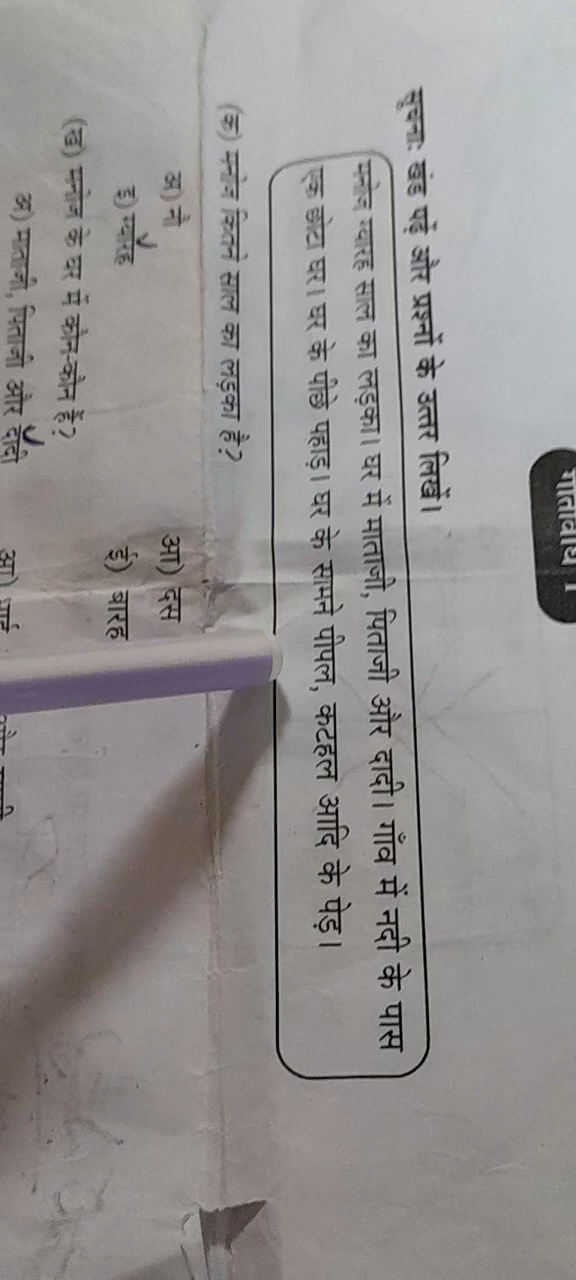 गतिविधि 1
सूचना: खंड पढ़ें और प्रश्नों के उत्तर लिखें।
मनोज ग्यारह साल का लड़का। घर में माताजी, पिताजी और दादी। गाँव में नदी के पास
एक छोटा घर। घर के पीछे पहाड़। घर के सामने पीपल, कटहल आदि के पेड़।
(क) मनोज कितने साल का लड़का है?
अ) नौ आ) दस
इ) ग्यारह ई) बारह
(ख) मनोज के घर में कौन-कौन हैं?
अ) माताजी, पिताजी और दादी आ)